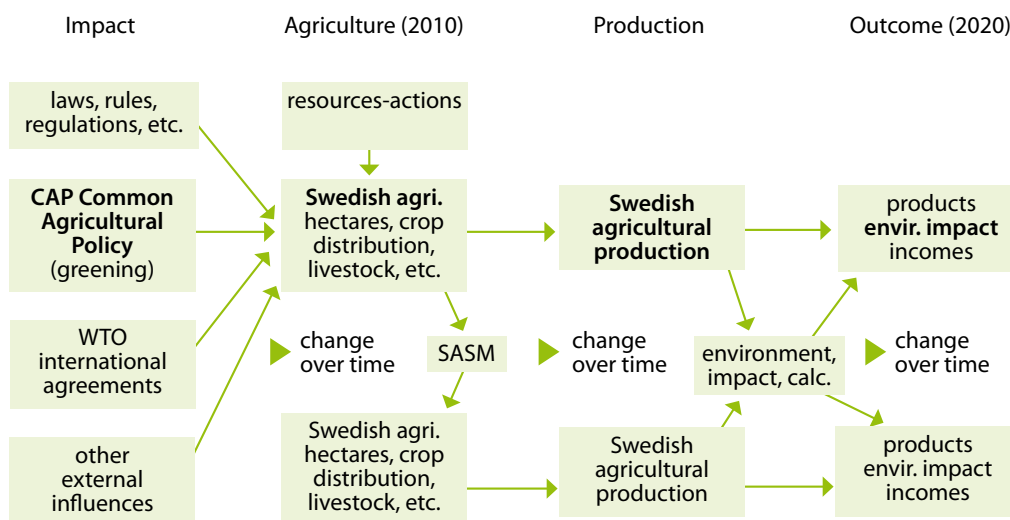 Impact
Agriculture (2010)
Production
Outcome (2020)
laws, rules,
regulations, etc.
resources-actions
CAP Common
Agricultural
Policy
(greening)
Swedish agri.
hectares, crop
distribution,
livestock, etc.
Swedish
agricultural
production
products
envir. impact
incomes
WTO
international
agreements
change
over time
SASM
change
over time
environment,
impact, calc.
change
over time
other
external
influences
Swedish agri.
hectares, crop
distribution,
livestock, etc.
Swedish
agricultural
production
products
envir. impact
incomes